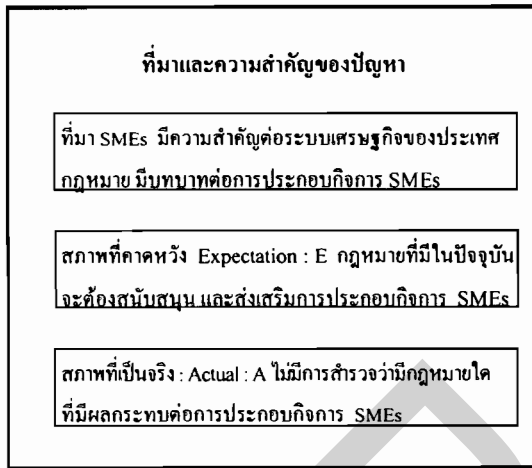 ที่มาและความสำคัญของปัญหา
ที่มา SMEs มีความสำคัญต่อระบบเศรษฐกิจของประเทศ
กฎหมาย มีบทบาทต่อการประกอบกิจการ SMEs
สภาพที่คาดหวัง Expectation : E กฎหมายที่มีในปัจจุบัน
จะต้องสนับสนุน และส่งเสริมการประกอบกิจการ SMEs
สภาพที่เป็นจริง : Actual : A ไม่มีการสำรวจว่ามีกฎหมายใด
ที่มีผลกระทบต่อการประกอบกิจการ SMEs